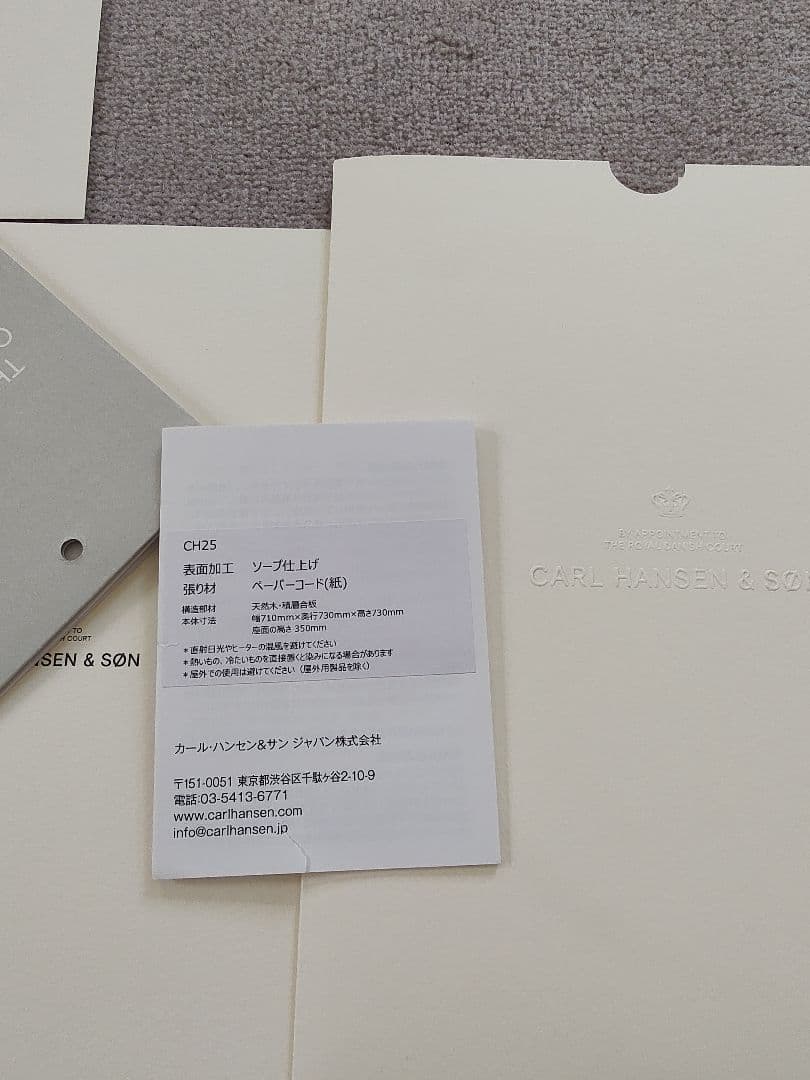 Th
C
BY APPOINTMENT TO
THE ROYAL DANISH COURT
CARL HANSEN & SØN
TO
COURT
SEN & SØN
CH25
表面加工 ソープ仕上げ
張り材 ペーパーコード(紙)
構造部材 天然木・積層合板
本体寸法 幅710mm×奥行730mm×高さ730mm
座面の高さ 350mm
*直射日光やヒーターの温風を避けてください
*熱いもの、冷たいものを直接置くと染みになる場合があります
*屋外での使用は避けてください（屋外用製品を除く）
カール・ハンセン&サン ジャパン株式会社
〒151-0051 東京都渋谷区千駄ヶ谷2-10-9
電話:03-5413-6771
www.carlhansen.com
info@carlhansen.jp